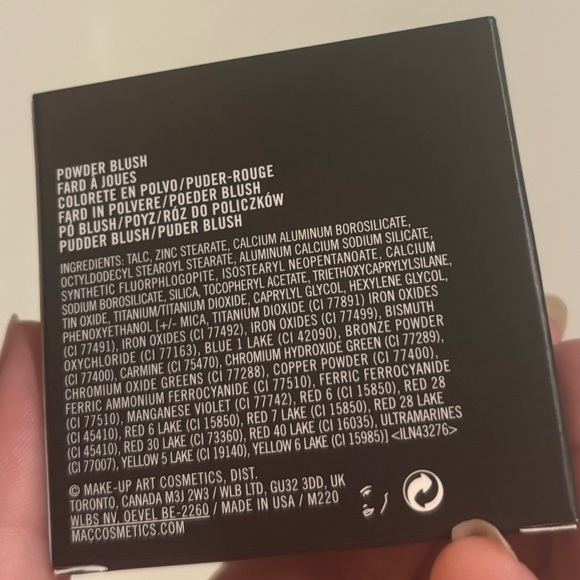 POWDER BLUSH
FARD À JOUES
COLORETE EN POLVO/PUDER-ROUGE
FARD IN POLVERE/POEDER BLUSH
PÓ BLUSH/POYZ/RÓZ DO POLICZKÓW
PUDDER BLUSH/PUDER BLUSH
INGREDIENTS: TALC, ZINC STEARATE, CALCIUM ALUMINUM BOROSILICATE,
OCTYLDODECYL STEAROYL STEARATE, ALUMINUM CALCIUM SODIUM SILICATE,
SYNTHETIC FLUORPHLOGOPITE, ISOSTEARYL NEOPENTANOATE, CALCIUM
SODIUM BOROSILICATE, SILICA, TOCOPHERYL ACETATE, TRIETHOXYCAPRYLYLSILANE,
TIN OXIDE, TITANIUM/TITANIUM DIOXIDE, CAPRYLYL GLYCOL, HEXYLENE GLYCOL,
PHENOXYETHANOL [+/- MICA, TITANIUM DIOXIDE (CI 77891) IRON OXIDES
(CI 77491), IRON OXIDES (CI 77492), IRON OXIDES (CI 77499), BISMUTH
OXYCHLORIDE (CI 77163), BLUE 1 LAKE (CI 42090), BRONZE POWDER
(CI 77400), CARMINE (CI 75470), CHROMIUM HYDROXIDE GREEN (CI 77289),
CHROMIUM OXIDE GREENS (CI 77288), COPPER POWDER (CI 77400),
FERRIC AMMONIUM FERROCYANIDE (CI 77510), FERRIC FERROCYANIDE
(CI 77510), MANGANESE VIOLET (CI 77742), RED 6 (CI 15850), RED 28
(CI 45410), RED 6 LAKE (CI 15850), RED 7 LAKE (CI 15850), RED 28 LAKE
(CI 45410), RED 30 LAKE (CI 73360), RED 40 LAKE (CI 16035), ULTRAMARINES
(CI 77007), YELLOW 5 LAKE (CI 19140), YELLOW 6 LAKE (CI 15985)] <ILN43276>
© MAKE-UP ART COSMETICS, DIST.
TORONTO, CANADA M3J 2W3 / WLB LTD, GU32 3DD, UK
WLBS NV, OEVEL BE-2260 / MADE IN USA / M220
MACCOSMETICS.COM